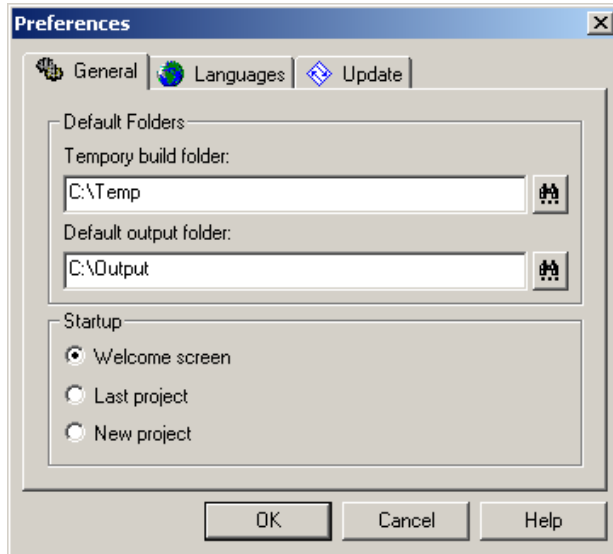 Preferences
General Languages Update
Default Folders
Tempory build folder:
C:\Temp
Default output folder:
C:\Output
Startup
Welcome screen
Last project
New project
OK Cancel Help